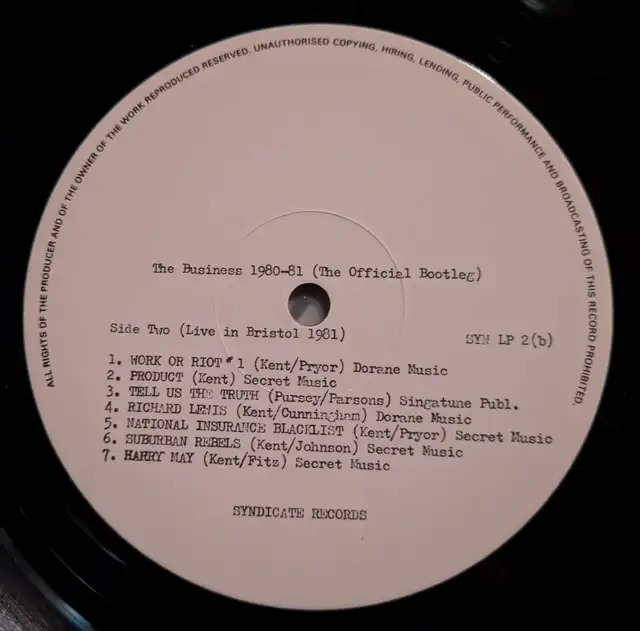 ALL RIGHTS OF THE PRODUCER AND OF THE OWNER OF THE WORK REPRODUCED RESERVED. UNAUTHORISED COPYING, HIRING, LENDING, PUBLIC PERFORMANCE AND BROADCASTING OF THIS RECORD PROHIBITED.
The Business 1980-81 (The Official Bootleg)
Side Two (Live in Bristol 1981) SYN LP 2(b)
1. WORK OR RIOT # 1 (Kent/Pryor) Dorane Music
2. PRODUCT (Kent) Secret Music
3. TELL US THE TRUTH (Pursey/Parsons) Singatune Publ.
4. RICHARD LEWIS (Kent/Cunningham) Dorane Music
5. NATIONAL INSURANCE BLACKLIST (Kent/Pryor) Secret Music
6. SUBURBAN REBELS (Kent/Johnson) Secret Music
7. HARRY MAY (Kent/Fitz) Secret Music
SYNDICATE RECORDS